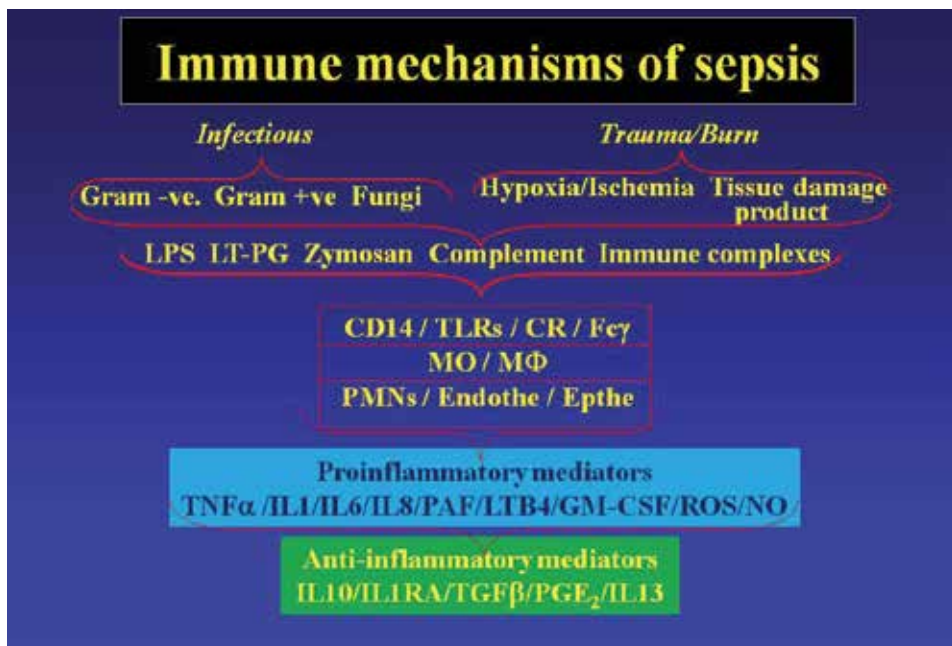 Immune mechanisms of sepsis
Infectious
Trauma/Burn
Gram -ve. Gram +ve Fungi
Hypoxia/Ischemia Tissue damage
product
LPS LT-PG Zymosan Complement Immune complexes
CD14 / TLRs / CR / Fcγ
MO / MΦ
PMNs / Endothe / Epthe
Proinflammatory mediators
TNFα /IL1/IL6/IL8/PAF/LTB4/GM-CSF/ROS/NO
Anti-inflammatory mediators
IL10/IL1RA/TGFβ/PGE₂/IL13